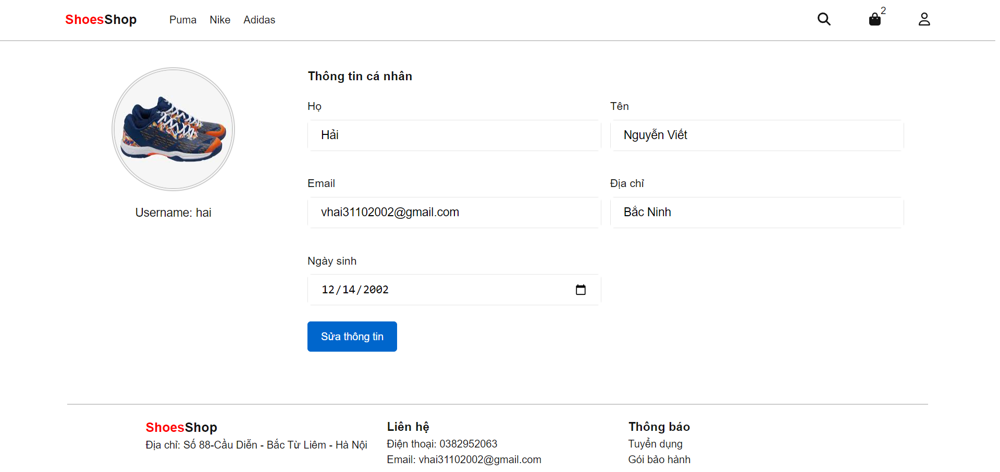 ShoesShop Puma Nike Adidas 2
Thông tin cá nhân
Họ Tên
Hải Nguyễn Viết
Email Địa chỉ
vhai31102002@gmail.com Bắc Ninh
Username: hai
Ngày sinh
12/14/2002
Sửa thông tin
ShoesShop Liên hệ Thông báo
Địa chỉ: Số 88-Cầu Diễn - Bắc Từ Liêm - Hà Nội Điện thoại: 0382952063 Tuyển dụng
Email: vhai31102002@gmail.com Gói bảo hành